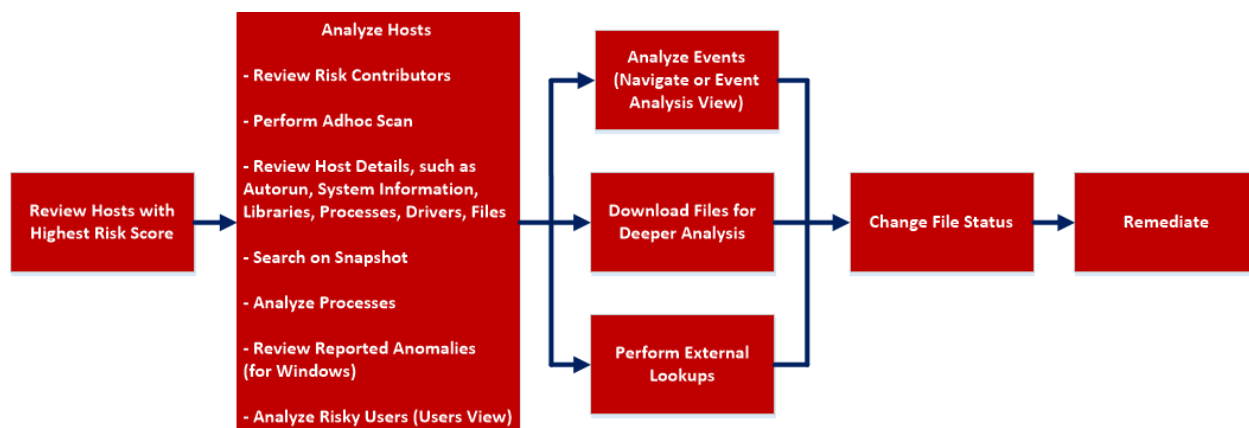 Review Hosts with
Highest Risk Score
Analyze Hosts
- Review Risk Contributors
- Perform Adhoc Scan
- Review Host Details, such as
Autorun, System Information,
Libraries, Processes, Drivers, Files
- Search on Snapshot
- Analyze Processes
- Review Reported Anomalies
(for Windows)
- Analyze Risky Users (Users View)
Analyze Events
(Navigate or Event
Analysis View)
Download Files for
Deeper Analysis
Perform External
Lookups
Change File Status
Remediate